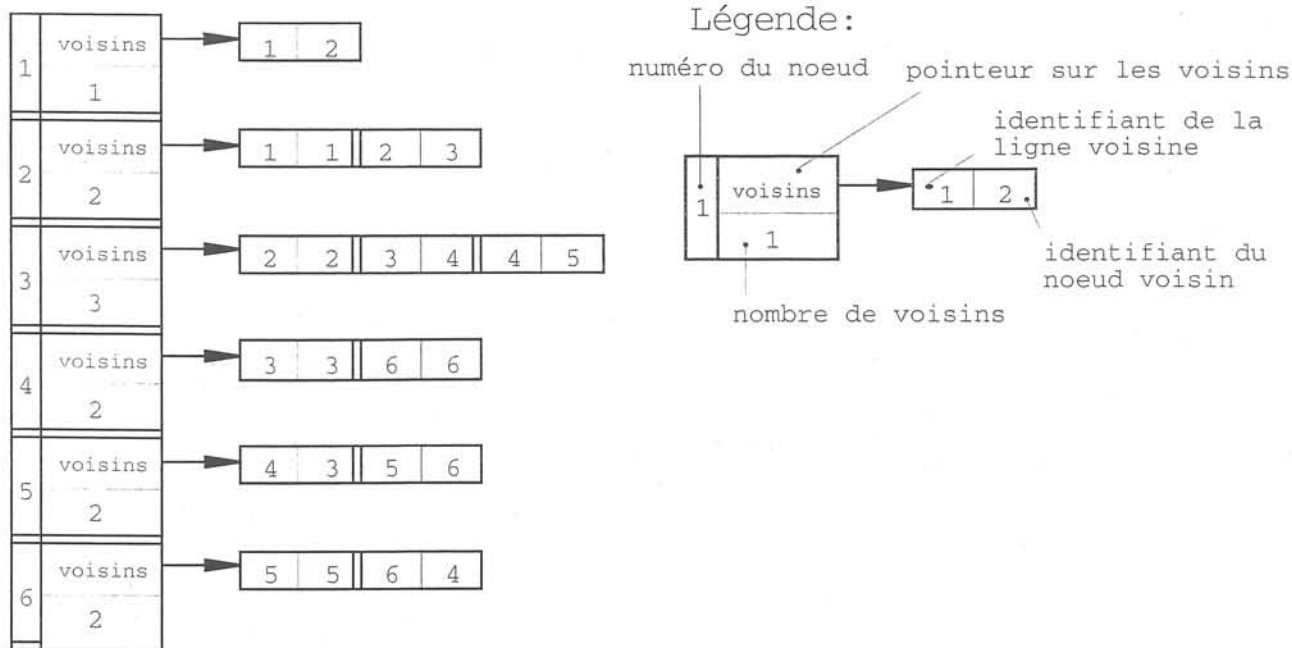 1 voisins 1 2
1
2 voisins 1 1 2 3
2
3 voisins 2 2 3 4 4 5
3
4 voisins 3 3 6 6
2
5 voisins 4 3 5 6
2
6 voisins 5 5 6 4
2
Légende:
numéro du noeud
pointeur sur les voisins
identifiant de la
ligne voisine
1 voisins 1 2
1
identifiant du
noeud voisin
nombre de voisins